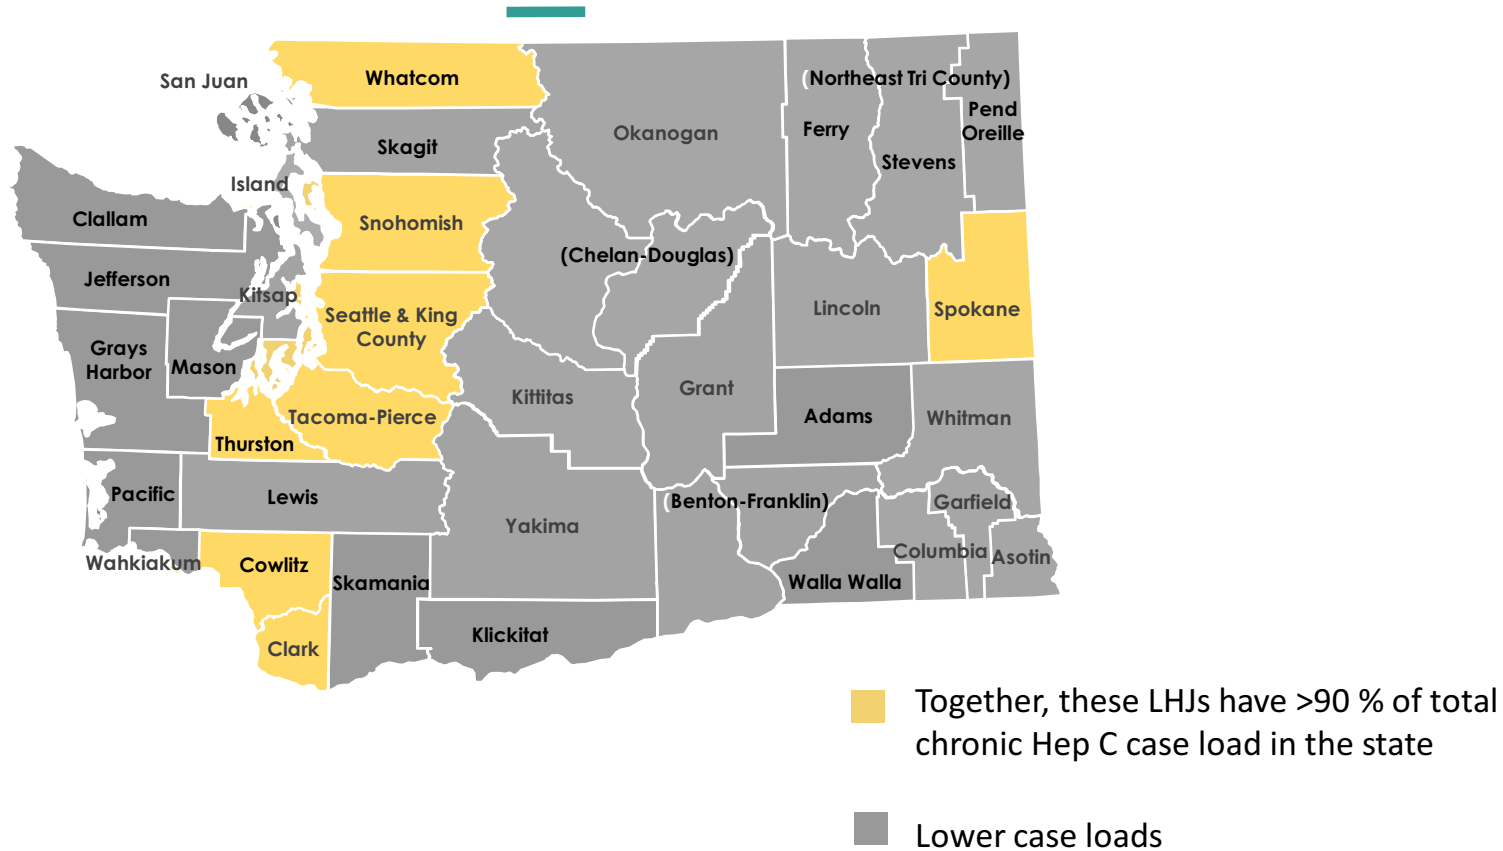 Whatcom
(Northeast Tri County)
San Juan
Pend
Oreille
Okanogan
Ferry
Skagit
Stevens
Island
Clallam
Snohomish
(Chelan-Douglas)
Jefferson
Kitsap
Seattle & King
County
Lincoln
Spokane
Grays
Harbor
Mason
Kittitas
Grant
Tacoma-Pierce
Adams
Whitman
Thurston
Pacific
Lewis
(Benton-Franklin)
Garfield
Yakima
Columbia
Asotin
Wahkiakum
Cowlitz
Skamania
Walla Walla
Klickitat
Clark
Together, these LHJs have >90 % of total
chronic Hep C case load in the state
Lower case loads